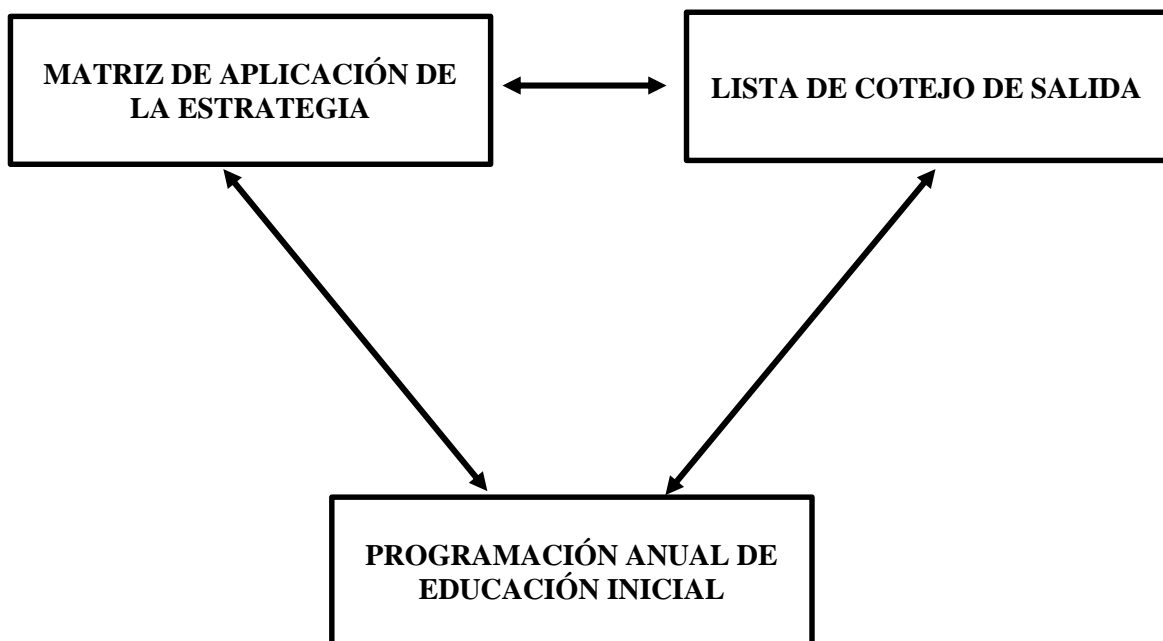 MATRIZ DE APLICACIÓN DE
LA ESTRATEGIA
LISTA DE COTEJO DE SALIDA
PROGRAMACIÓN ANUAL DE
EDUCACIÓN INICIAL